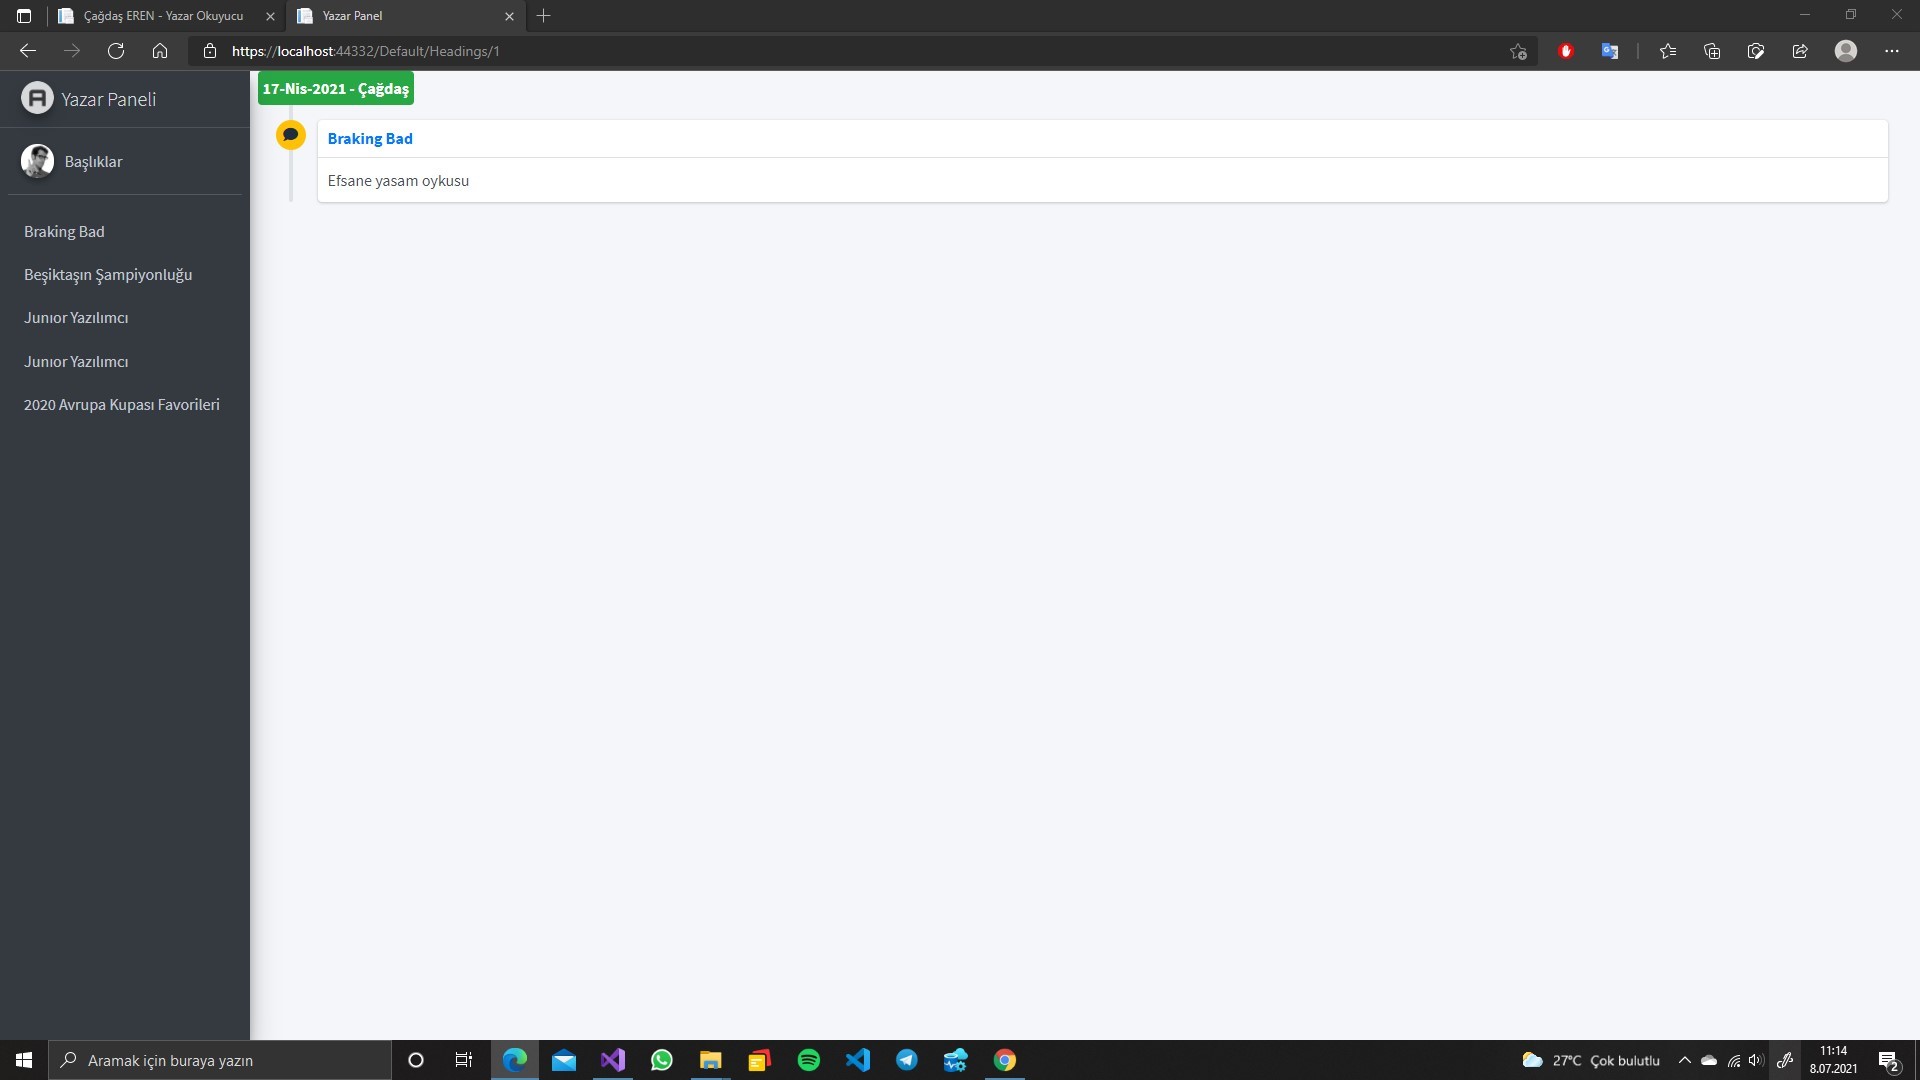 Çağdaş EREN - Yazar Okuyucu
Yazar Panel
https://localhost:44332/Default/Headings/1
Yazar Paneli
Başlıklar
Braking Bad
Beşiktaşın Şampiyonluğu
Junıor Yazılımcı
Junıor Yazılımcı
2020 Avrupa Kupası Favorileri
17-Nis-2021 - Çağdaş
Braking Bad
Efsane yasam oykusu
Aramak için buraya yazın
27°C Çok bulutlu
11:14
8.07.2021
2